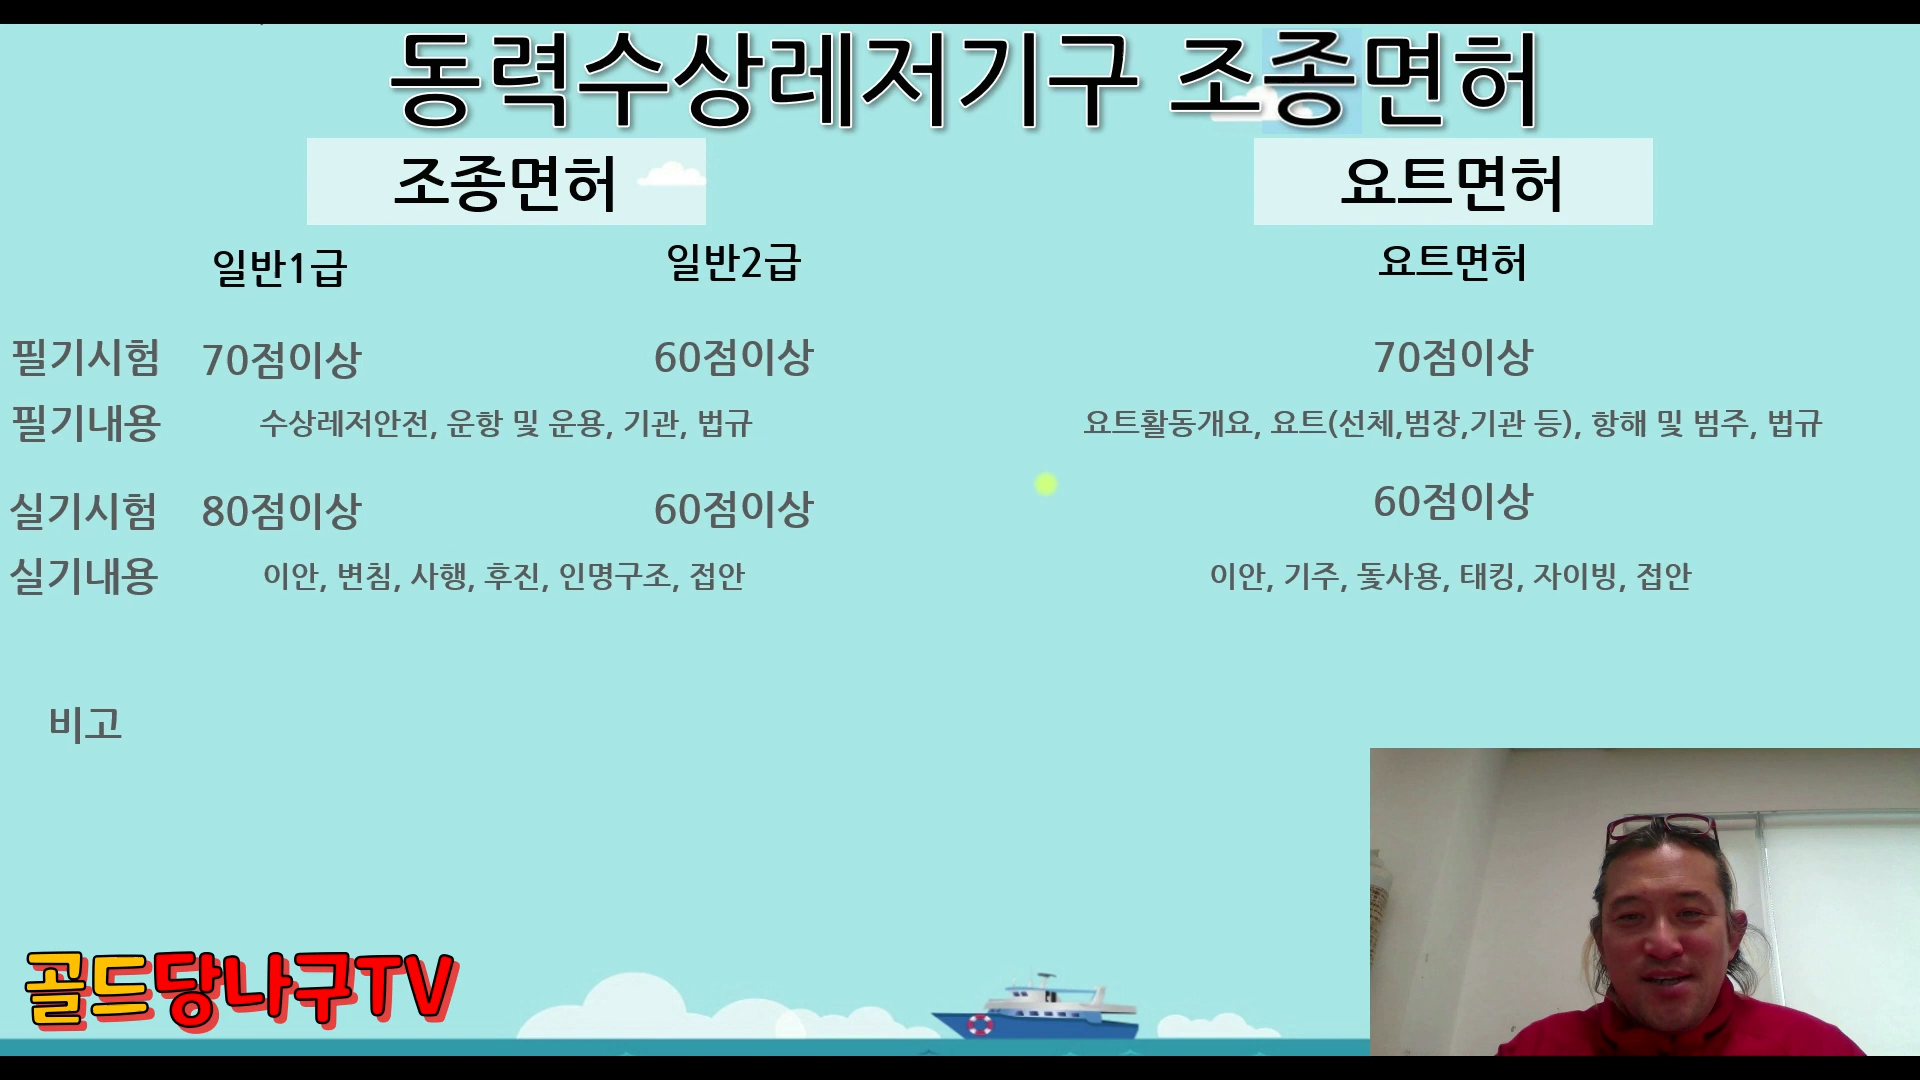 동력수상레저기구 조종면허
조종면허
요트면허
일반1급
일반2급
요트면허
필기시험
70점이상
60점이상
70점이상
필기내용
수상레저안전, 운항 및 운용, 기관, 법규
요트활동개요, 요트(선체,범장,기관 등), 항해 및 범주, 법규
실기시험
80점이상
60점이상
60점이상
실기내용
이안, 변침, 사행, 후진, 인명구조, 접안
이안, 기주, 돛사용, 태킹, 자이빙, 접안
비고
골드당나구TV